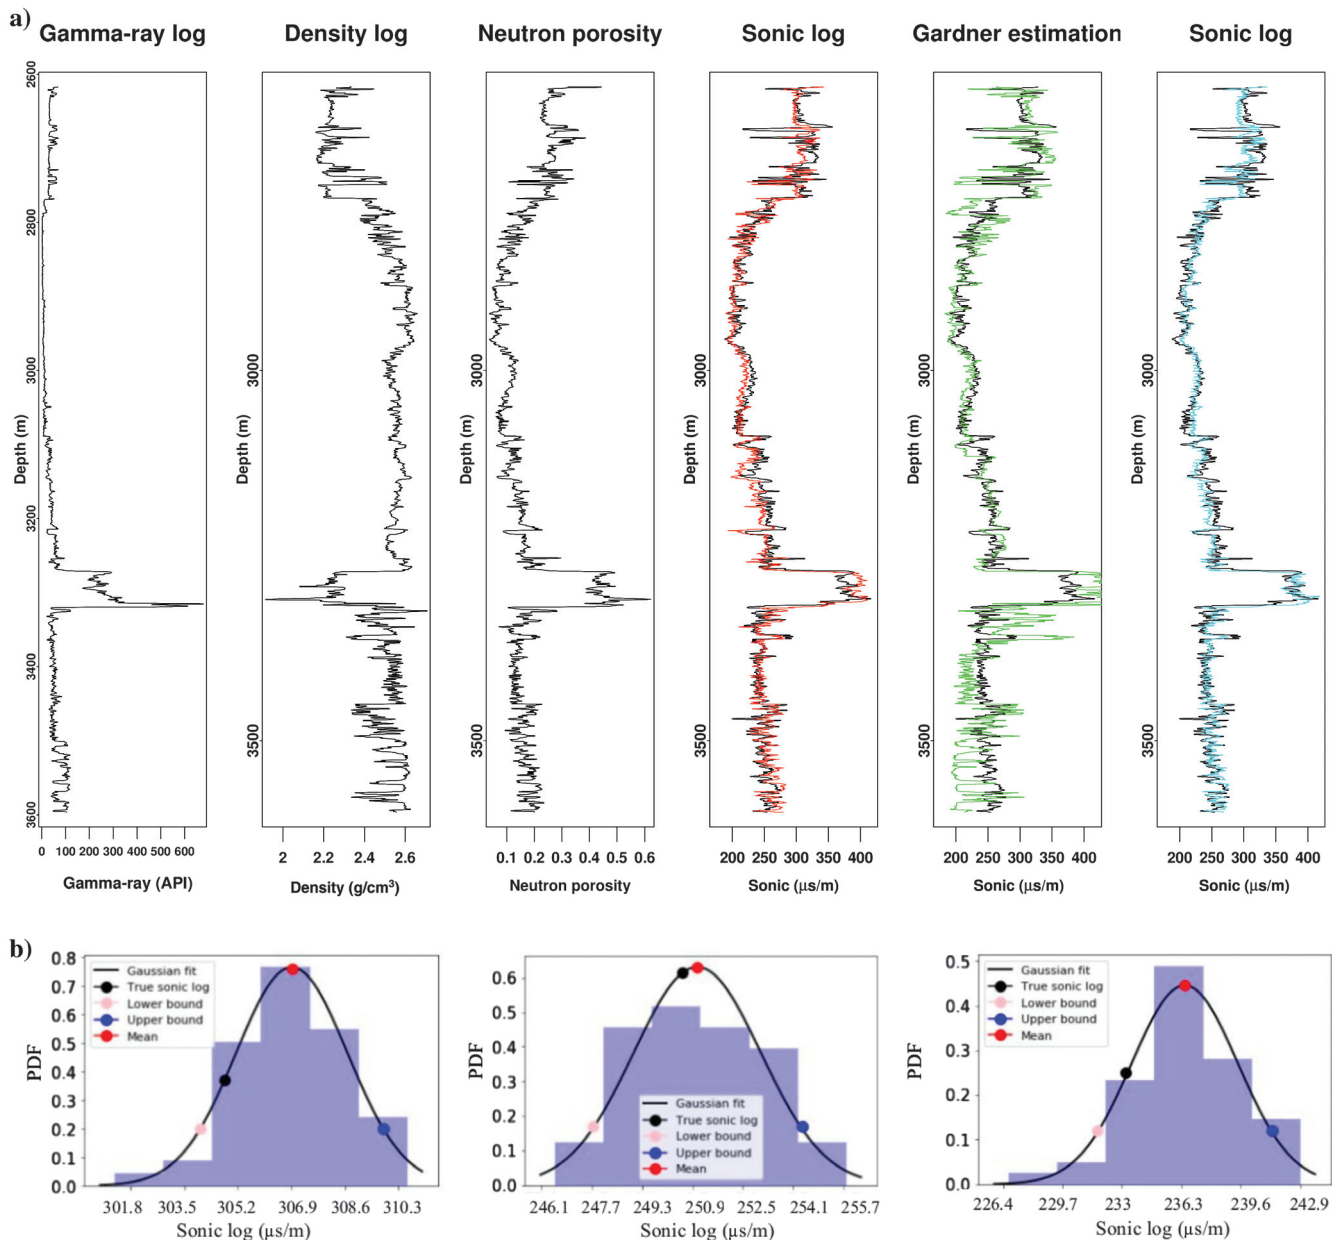 a)
Gamma-ray log Density log Neutron porosity Sonic log Gardner estimation Sonic log
2600
2800
3000
3200
3400
3600
Depth (m)
0 100 200 300 400 500 600
Gamma-ray (API)
3000
3500
Depth (m)
2 2.2 2.4 2.6
Density (g/cm³)
3000
3500
Depth (m)
0.1 0.2 0.3 0.4 0.5 0.6
Neutron porosity
3000
3500
Depth (m)
200 250 300 350 400
Sonic (μs/m)
3000
3500
Depth (m)
200 250 300 350 400
Sonic (μs/m)
3000
3500
Depth (m)
200 250 300 350 400
Sonic (μs/m)
b)
0.8
0.7
0.6
0.5
0.4
0.3
0.2
0.1
0.0
PDF
Gaussian fit
True sonic log
Lower bound
Upper bound
Mean
301.8 303.5 305.2 306.9 308.6 310.3
Sonic log (μs/m)
0.6
0.5
0.4
0.3
0.2
0.1
0.0
PDF
Gaussian fit
True sonic log
Lower bound
Upper bound
Mean
246.1 247.7 249.3 250.9 252.5 254.1 255.7
Sonic log (μs/m)
0.5
0.4
0.3
0.2
0.1
0.0
PDF
Gaussian fit
True sonic log
Lower bound
Upper bound
Mean
226.4 229.7 233 236.3 239.6 242.9
Sonic log (μs/m)